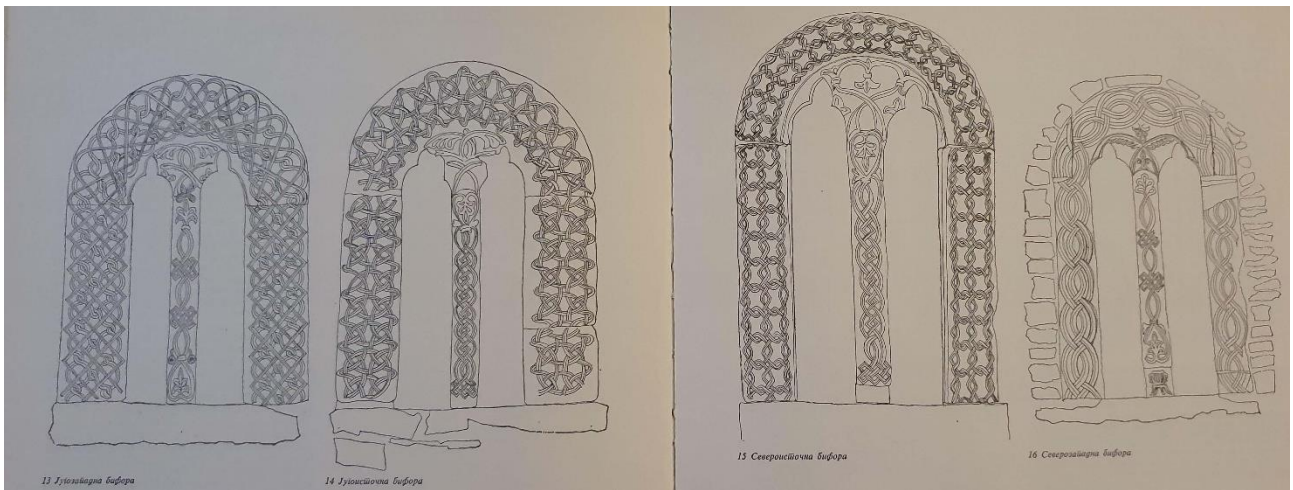 13 Југозападна бифора
14 Југоисточна бифора
15 Североисточна бифора
16 Северозападна бифора